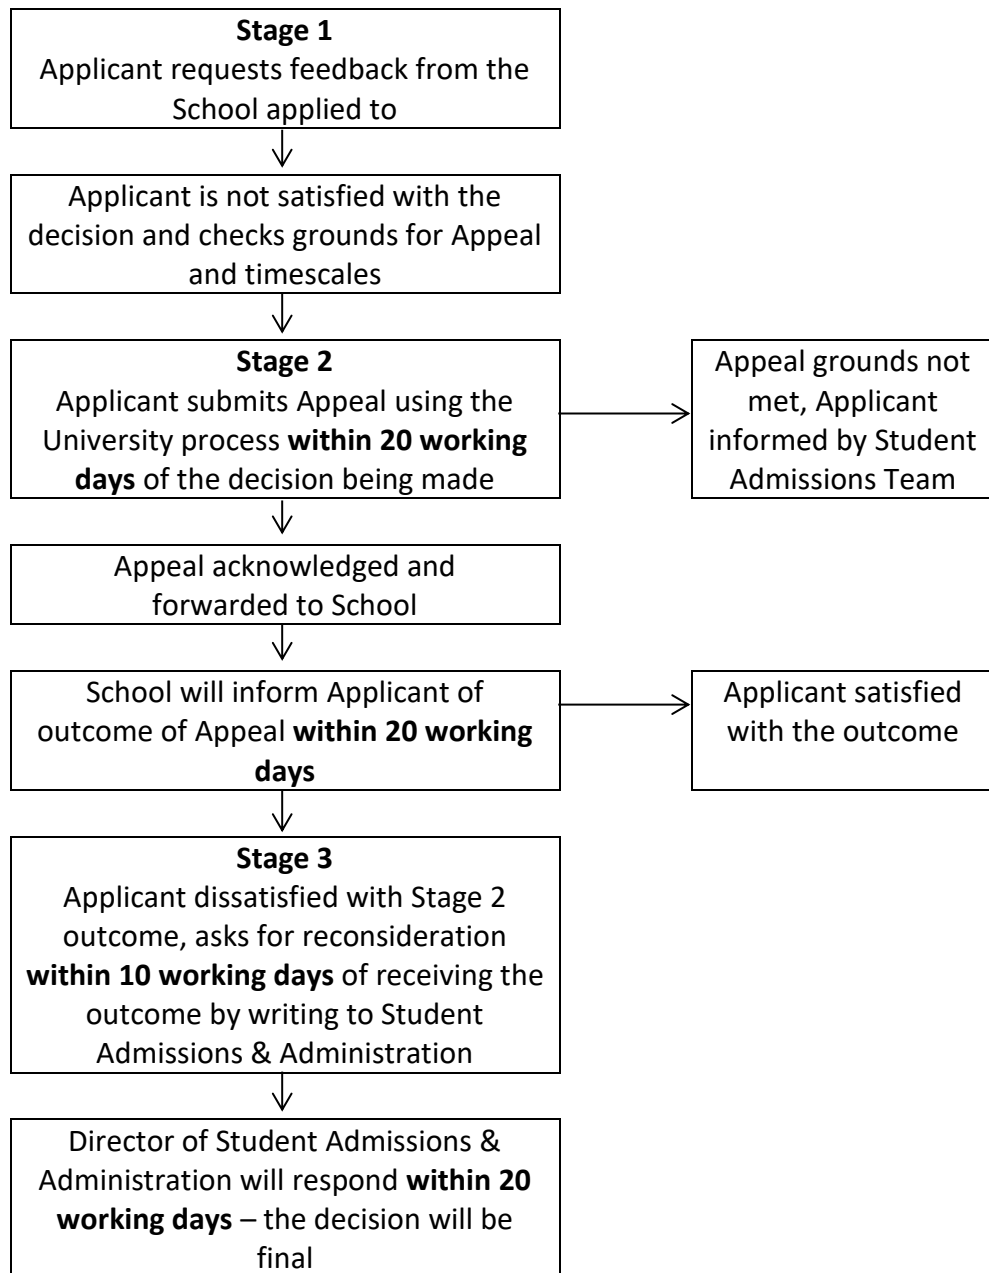 Stage 1
Applicant requests feedback from the
School applied to
Applicant is not satisfied with the
decision and checks grounds for Appeal
and timescales
Stage 2
Applicant submits Appeal using the
University process within 20 working
days of the decision being made
Appeal grounds not
met, Applicant
informed by Student
Admissions Team
Appeal acknowledged and
forwarded to School
School will inform Applicant of
outcome of Appeal within 20 working
days
Applicant satisfied
with the outcome
Stage 3
Applicant dissatisfied with Stage 2
outcome, asks for reconsideration
within 10 working days of receiving the
outcome by writing to Student
Admissions & Administration
Director of Student Admissions &
Administration will respond within 20
working days – the decision will be
final